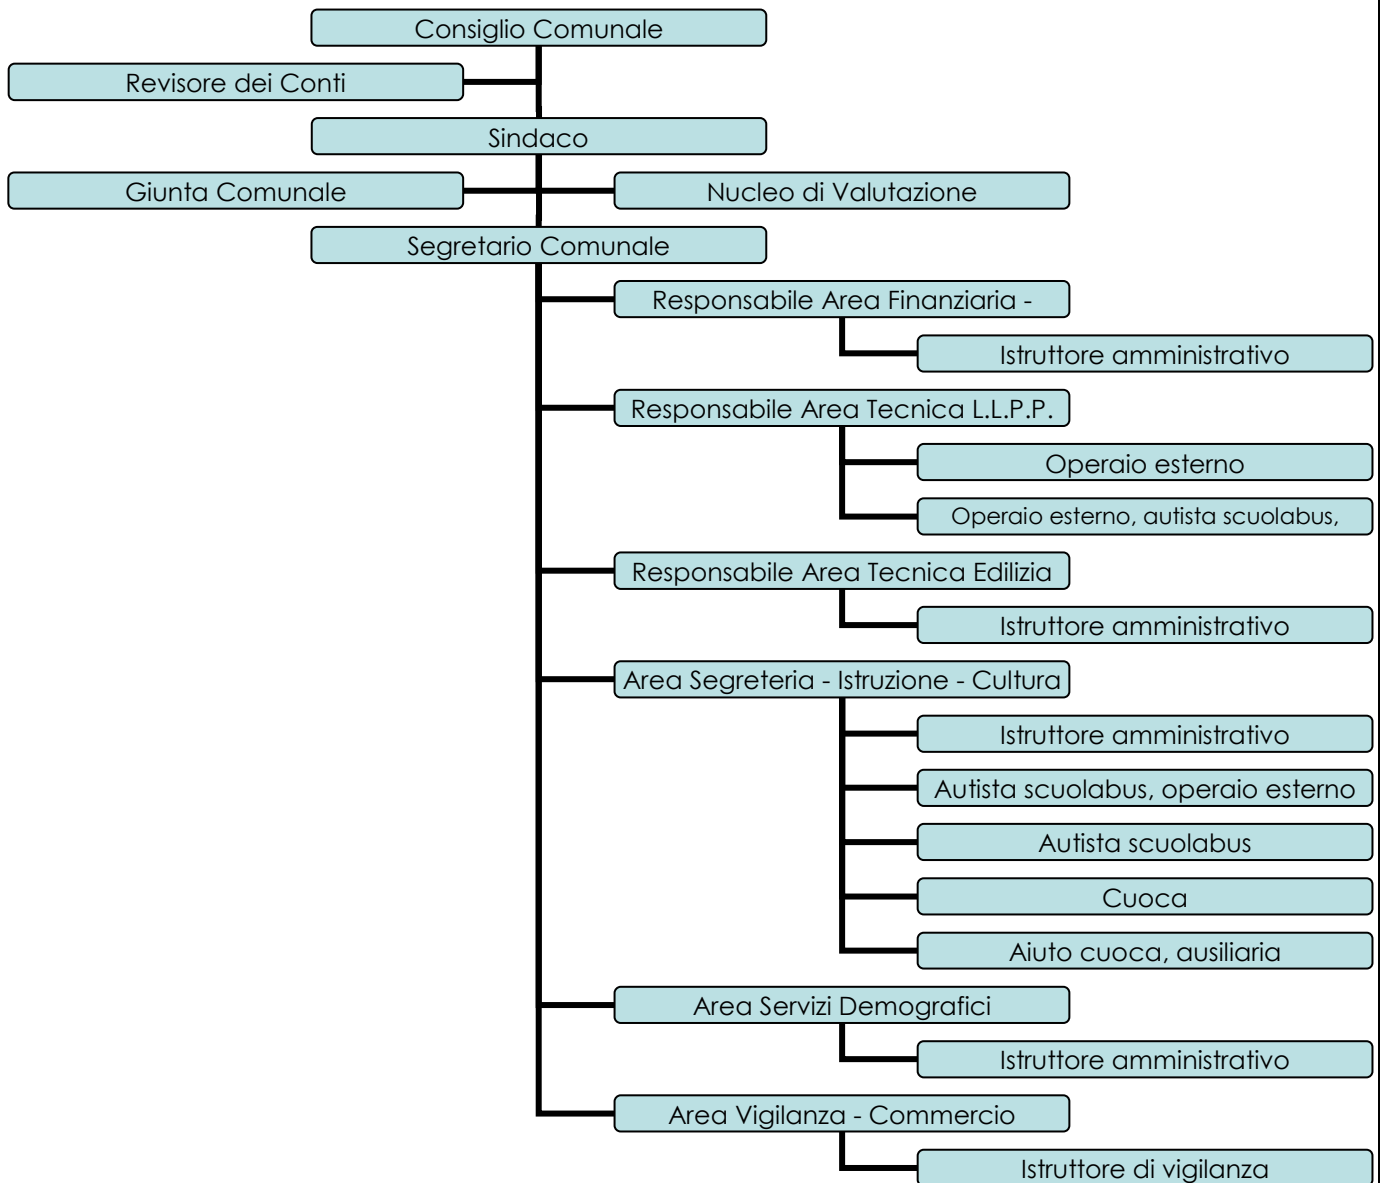 Consiglio Comunale
Revisore dei Conti
Sindaco
Giunta Comunale
Nucleo di Valutazione
Segretario Comunale
Responsabile Area Finanziaria -
Istruttore amministrativo
Responsabile Area Tecnica L.L.P.P.
Operaio esterno
Operaio esterno, autista scuolabus,
Responsabile Area Tecnica Edilizia
Istruttore amministrativo
Area Segreteria - Istruzione - Cultura
Istruttore amministrativo
Autista scuolabus, operaio esterno
Autista scuolabus
Cuoca
Aiuto cuoca, ausiliaria
Area Servizi Demografici
Istruttore amministrativo
Area Vigilanza - Commercio
Istruttore di vigilanza